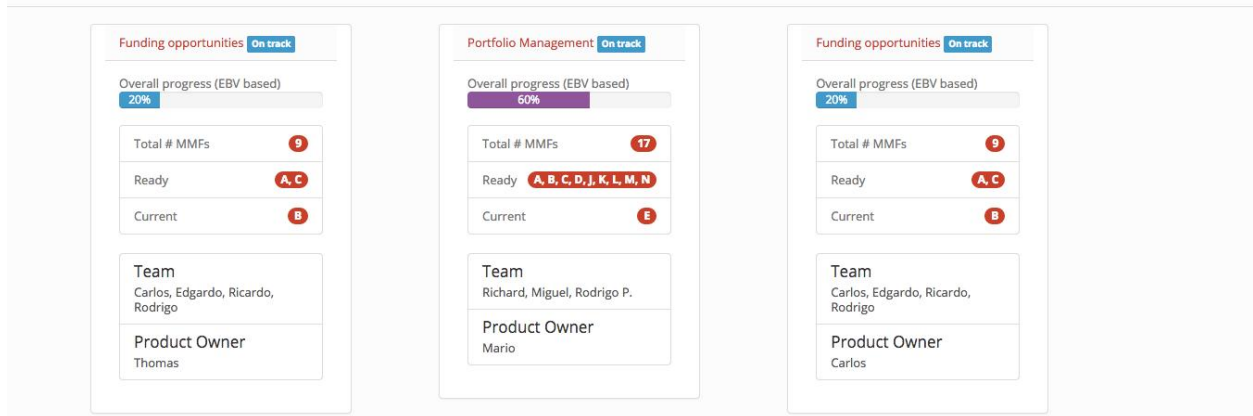 Funding opportunities On track
Overall progress (EBV based)
20%
Total # MMFs 9
Ready A, C
Current B
Team
Carlos, Edgardo, Ricardo,
Rodrigo
Product Owner
Thomas
Portfolio Management On track
Overall progress (EBV based)
60%
Total # MMFs 17
Ready A, B, C, D, J, K, L, M, N
Current E
Team
Richard, Miguel, Rodrigo P.
Product Owner
Mario
Funding opportunities On track
Overall progress (EBV based)
20%
Total # MMFs 9
Ready A, C
Current B
Team
Carlos, Edgardo, Ricardo,
Rodrigo
Product Owner
Carlos